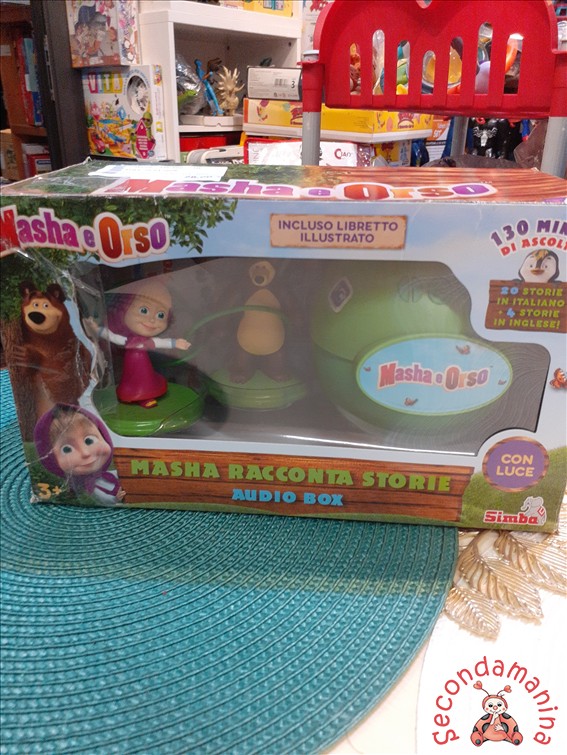 Masha e Orso
Masha e Orso
INCLUSO LIBRETTO
ILLUSTRATO
130 MIN
DI ASCOLTO
20 STORIE
IN ITALIANO
+ 4 STORIE
IN INGLESE!
Masha e Orso
MASHA RACCONTA STORIE
AUDIO BOX
CON
LUCE
3+
Simba
Secondamanina